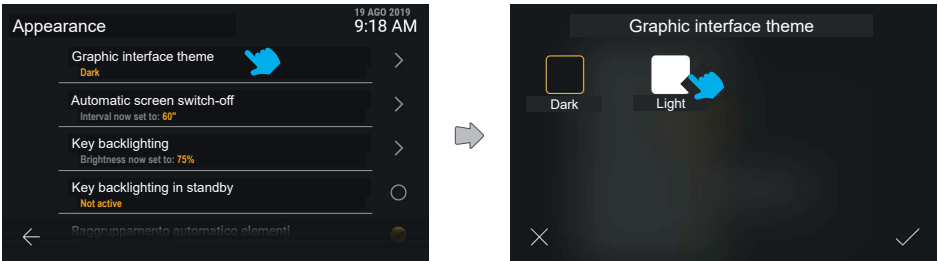 19 AGO 2019
Appearance
9:18 AM
Graphic interface theme
Dark
Automatic screen switch-off
Interval now set to: 60"
Key backlighting
Brightness now set to: 75%
Key backlighting in standby
Not active
Raggruppamento automatico elementi
Graphic interface theme
Dark
Light